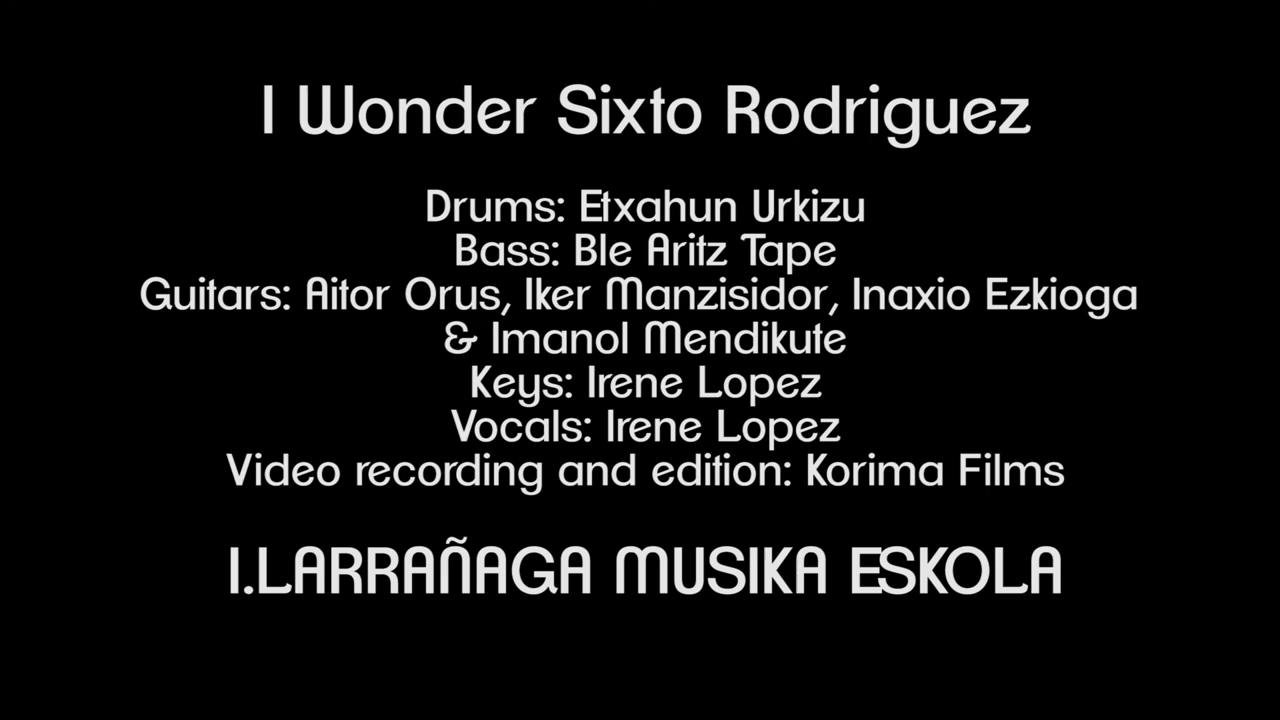 I Wonder Sixto Rodriguez
Drums: Etxahun Urkizu
Bass: Ble Aritz Tape
Guitars: Aitor Orus, Iker Manzisidor, Inaxio Ezkioga
& Imanol Mendikute
Keys: Irene Lopez
Vocals: Irene Lopez
Video recording and edition: Korima Films
I.LARRAÑAGA MUSIKA ESKOLA